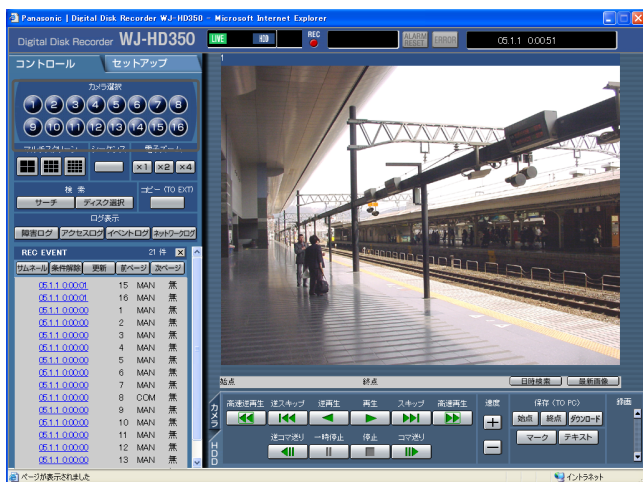 Panasonic | Digital Disk Recorder WJ-HD350 - Microsoft Internet Explorer
Digital Disk Recorder WJ-HD350
LIVE HDD REC ALARM RESET ERROR 05.1.1 0:00:51
コントロール セットアップ
1
カメラ選択
1 2 3 4 5 6 7 8
9 10 11 12 13 14 15 16
マルチスクリーン シーケンス 電子ズーム
×1 ×2 ×4
検 索 コピー (TO EXT)
サーチ ディスク選択
ログ表示
障害ログ アクセスログ イベントログ ネットワークログ
REC EVENT 21 件 X
サムネール 条件解除 更新 前ページ 次ページ
05.1.1 0:00:01 15 MAN 無
05.1.1 0:00:01 16 MAN 無
05.1.1 0:00:00 1 MAN 無
05.1.1 0:00:00 2 MAN 無
05.1.1 0:00:00 3 MAN 無
05.1.1 0:00:00 4 MAN 無
05.1.1 0:00:00 5 MAN 無
05.1.1 0:00:00 6 MAN 無
05.1.1 0:00:00 7 MAN 無
05.1.1 0:00:00 8 COM 無
05.1.1 0:00:00 9 MAN 無
05.1.1 0:00:00 10 MAN 無
05.1.1 0:00:00 11 MAN 無
05.1.1 0:00:00 12 MAN 無
05.1.1 0:00:00 13 MAN 無
始点 終点 日時検索 最新画像
カメラ
HDD
高速逆再生 逆スキップ 逆再生 再生 スキップ 高速再生 速度 保存 (TO PC) 録画
始点 終点 ダウンロード
逆コマ送り 一時停止 停止 コマ送り
マーク テキスト
ページが表示されました イントラネット